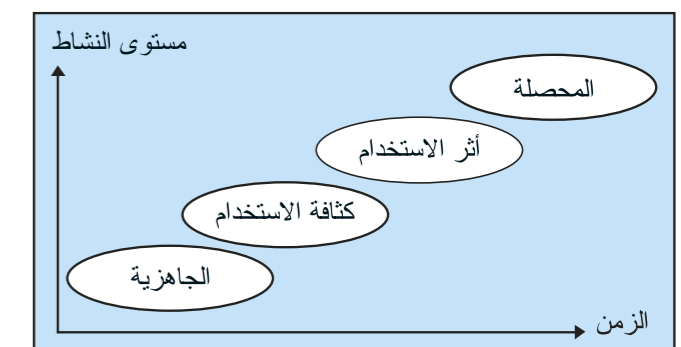 مستوى النشاط
المحصلة
أثر الاستخدام
كثافة الاستخدام
الجاهزية
الزمن